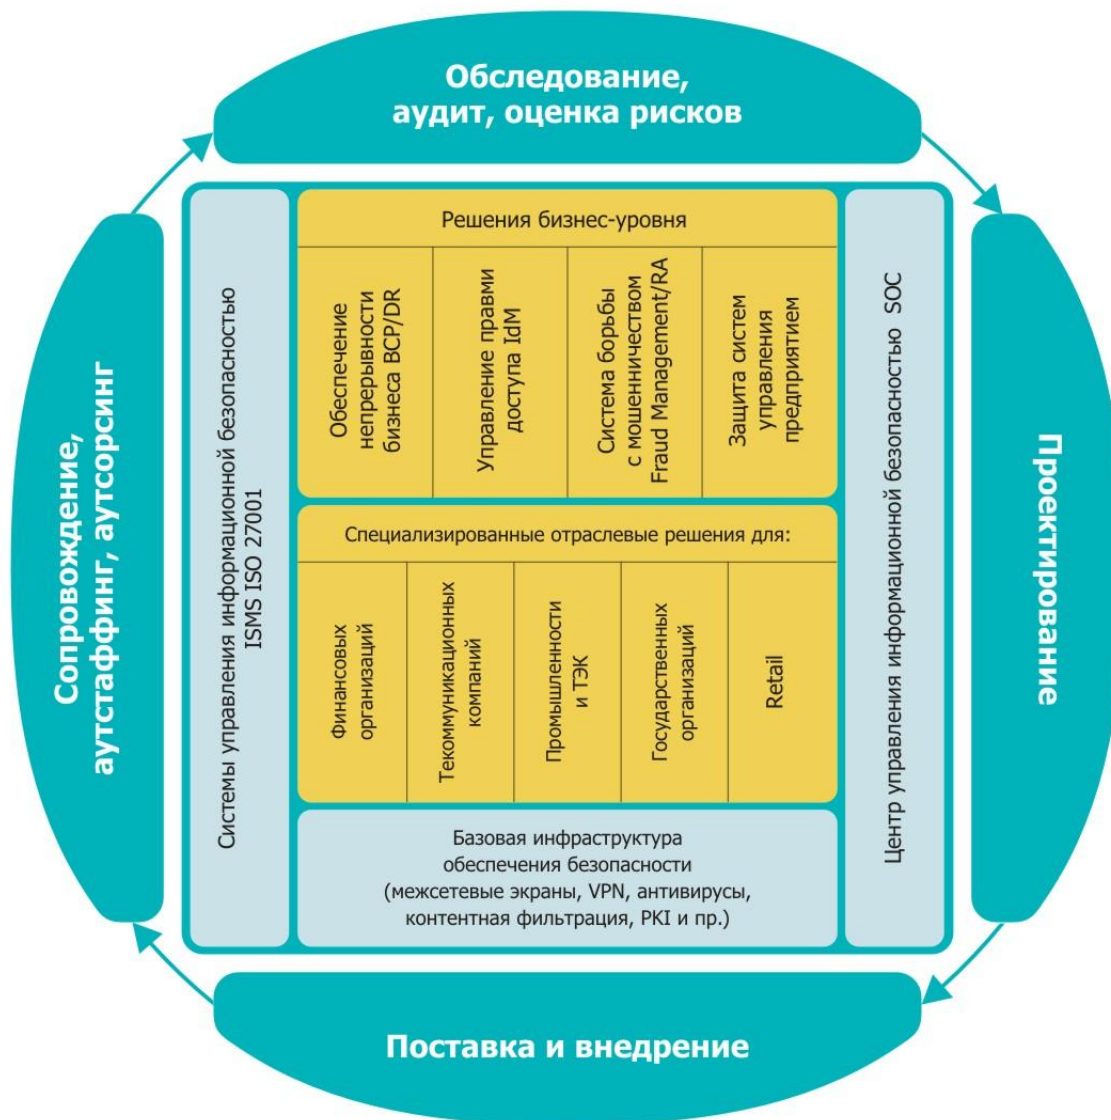 Обследование,
аудит, оценка рисков
Сопровождение,
аутстаффинг, аутсорсинг
Системы управления информационной безопасностью
ISMS ISO 27001
Решения бизнес-уровня
Обеспечение
непрерывности
бизнеса BCP/DR
Управление правми
доступа IdM
Система борьбы
с мошенничеством
Fraud Management/RA
Защита систем
управления
предприятием
Специализированные отраслевые решения для:
Финансовых
организаций
Текоммуникационных
компаний
Промышленности
и ТЭК
Государственных
организаций
Retail
Базовая инфраструктура
обеспечения безопасности
(межсетевые экраны, VPN, антивирусы,
контентная фильтрация, PKI и пр.)
Центр управления информационной безопасностью SOC
Проектирование
Поставка и внедрение